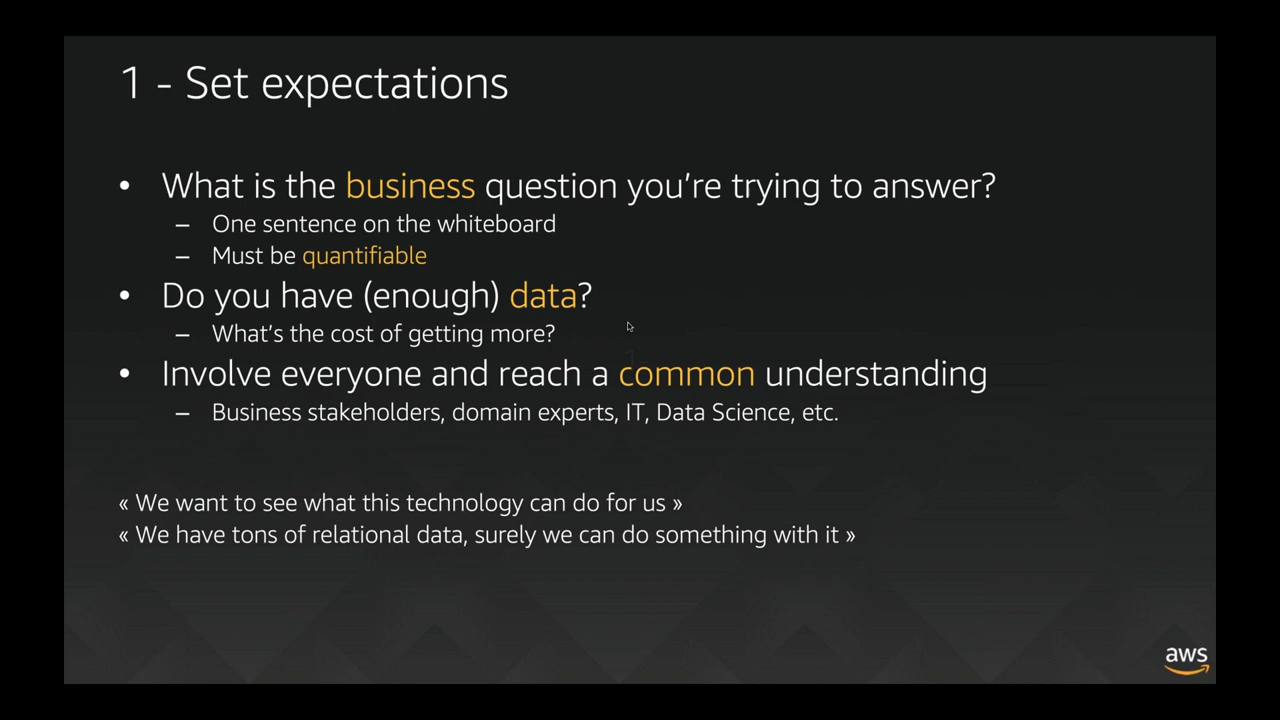 1 - Set expectations
• What is the business question you're trying to answer?
– One sentence on the whiteboard
– Must be quantifiable
• Do you have (enough) data?
– What's the cost of getting more?
• Involve everyone and reach a common understanding
– Business stakeholders, domain experts, IT, Data Science, etc.
« We want to see what this technology can do for us »
« We have tons of relational data, surely we can do something with it »
aws